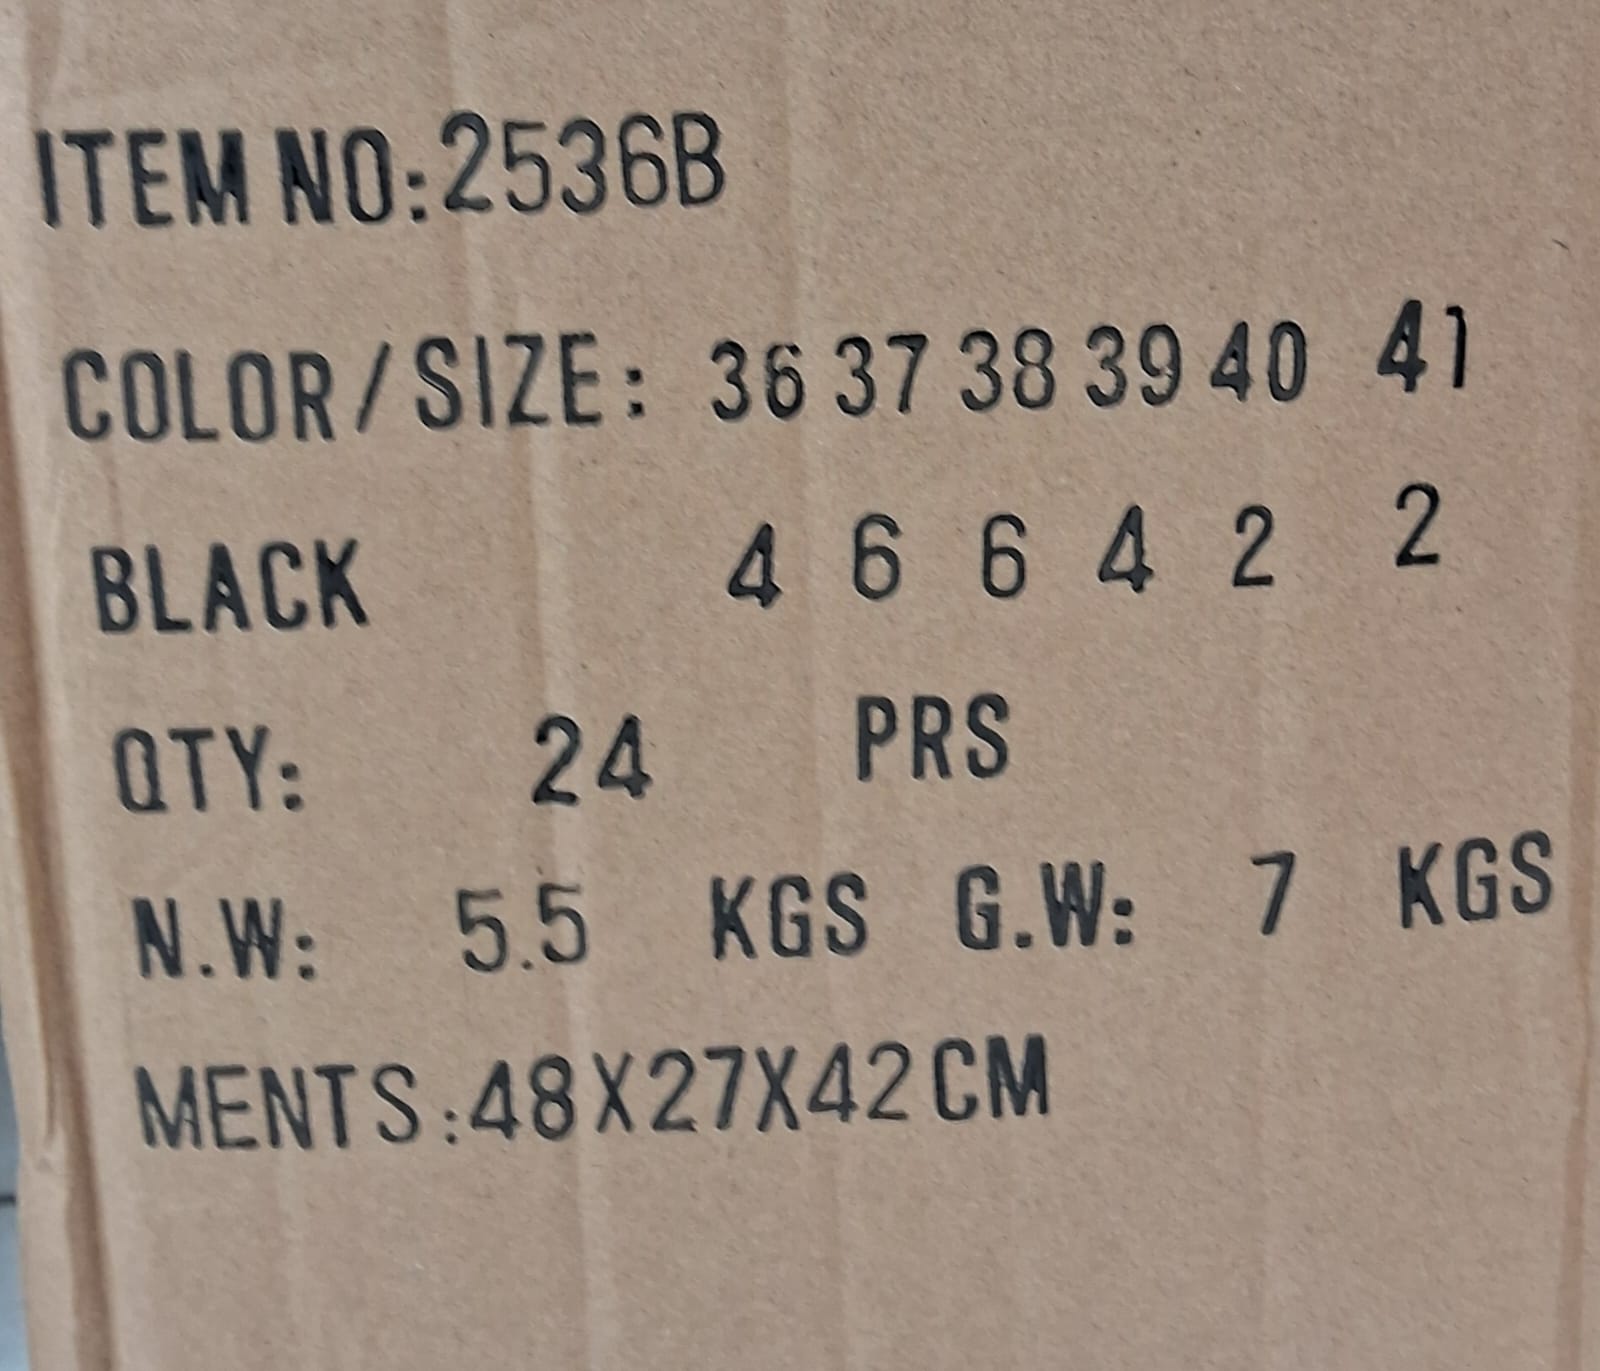 ITEM NO:2536B
COLOR/SIZE: 36 37 38 39 40 41
BLACK 4 6 6 4 2 2
QTY: 24 PRS
N.W: 5.5 KGS G.W: 7 KGS
MENTS:48X27X42CM